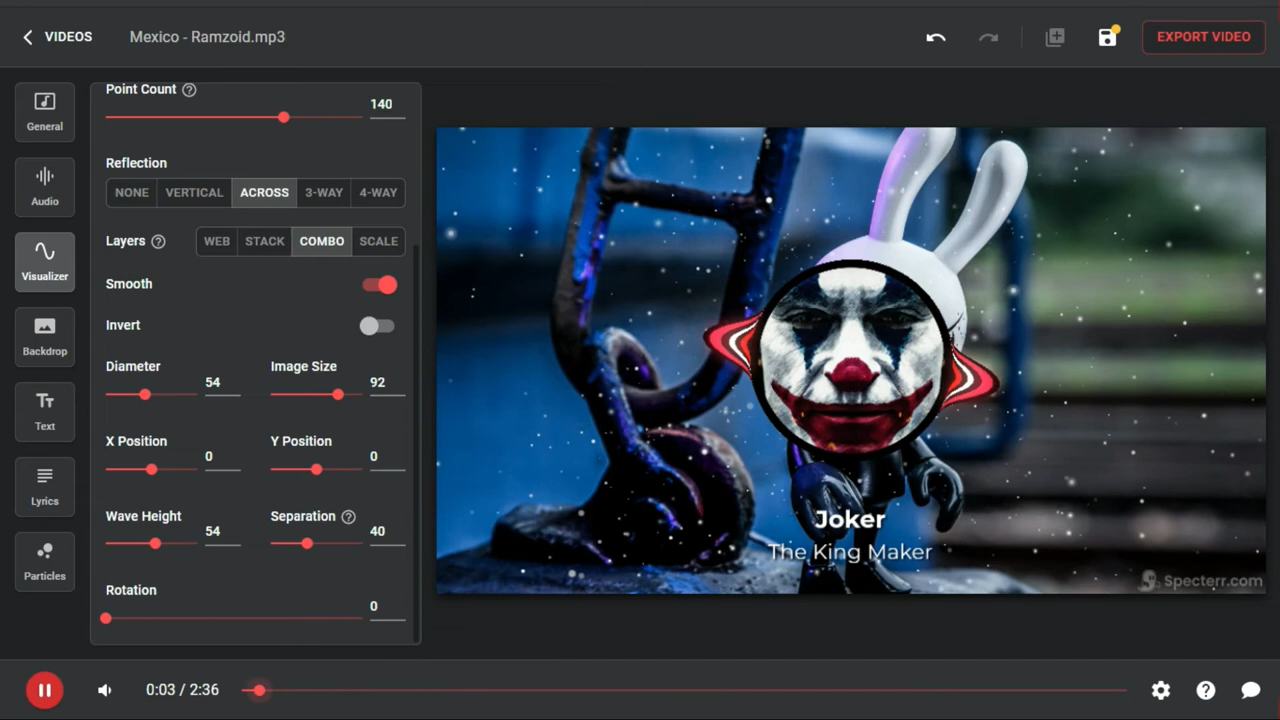 VIDEOS
Mexico - Ramzoid.mp3
EXPORT VIDEO
General
Audio
Visualizer
Backdrop
Text
Lyrics
Particles
Point Count
140
Reflection
NONE VERTICAL ACROSS 3-WAY 4-WAY
Layers WEB STACK COMBO SCALE
Smooth
Invert
Diameter Image Size
54 92
X Position Y Position
0 0
Wave Height Separation
54 40
Rotation
0
Joker
The King Maker
Specterr.com
0:03 / 2:36